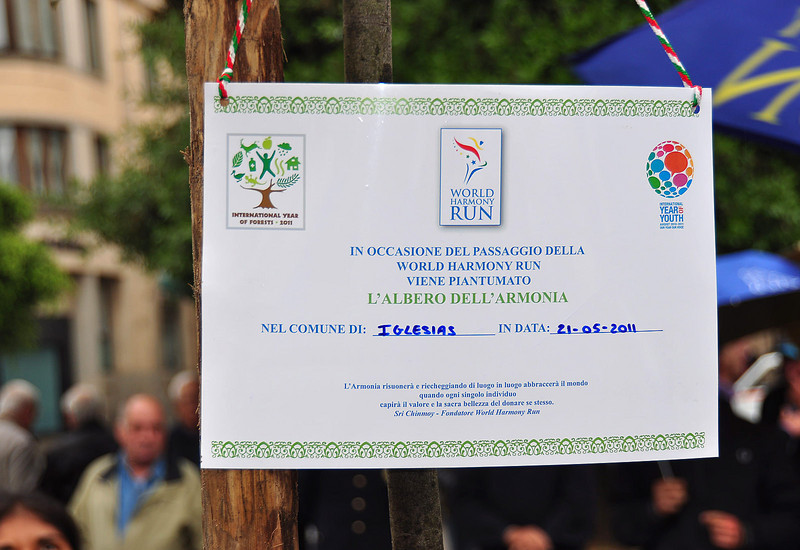 INTERNATIONAL YEAR
OF FORESTS • 2011
WORLD
HARMONY
RUN
INTERNATIONAL
YEAR OF
YOUTH
IN OCCASIONE DEL PASSAGGIO DELLA
WORLD HARMONY RUN
VIENE PIANTUMATO
L'ALBERO DELL'ARMONIA
NEL COMUNE DI: IGLESIAS IN DATA: 21-05-2011
L'Armonia risuonerà e riecheggiando di luogo in luogo abbraccerà il mondo
quando ogni singolo individuo
capirà il valore e la sacra bellezza del donare se stesso.
Sri Chinmoy - Fondatore World Harmony Run